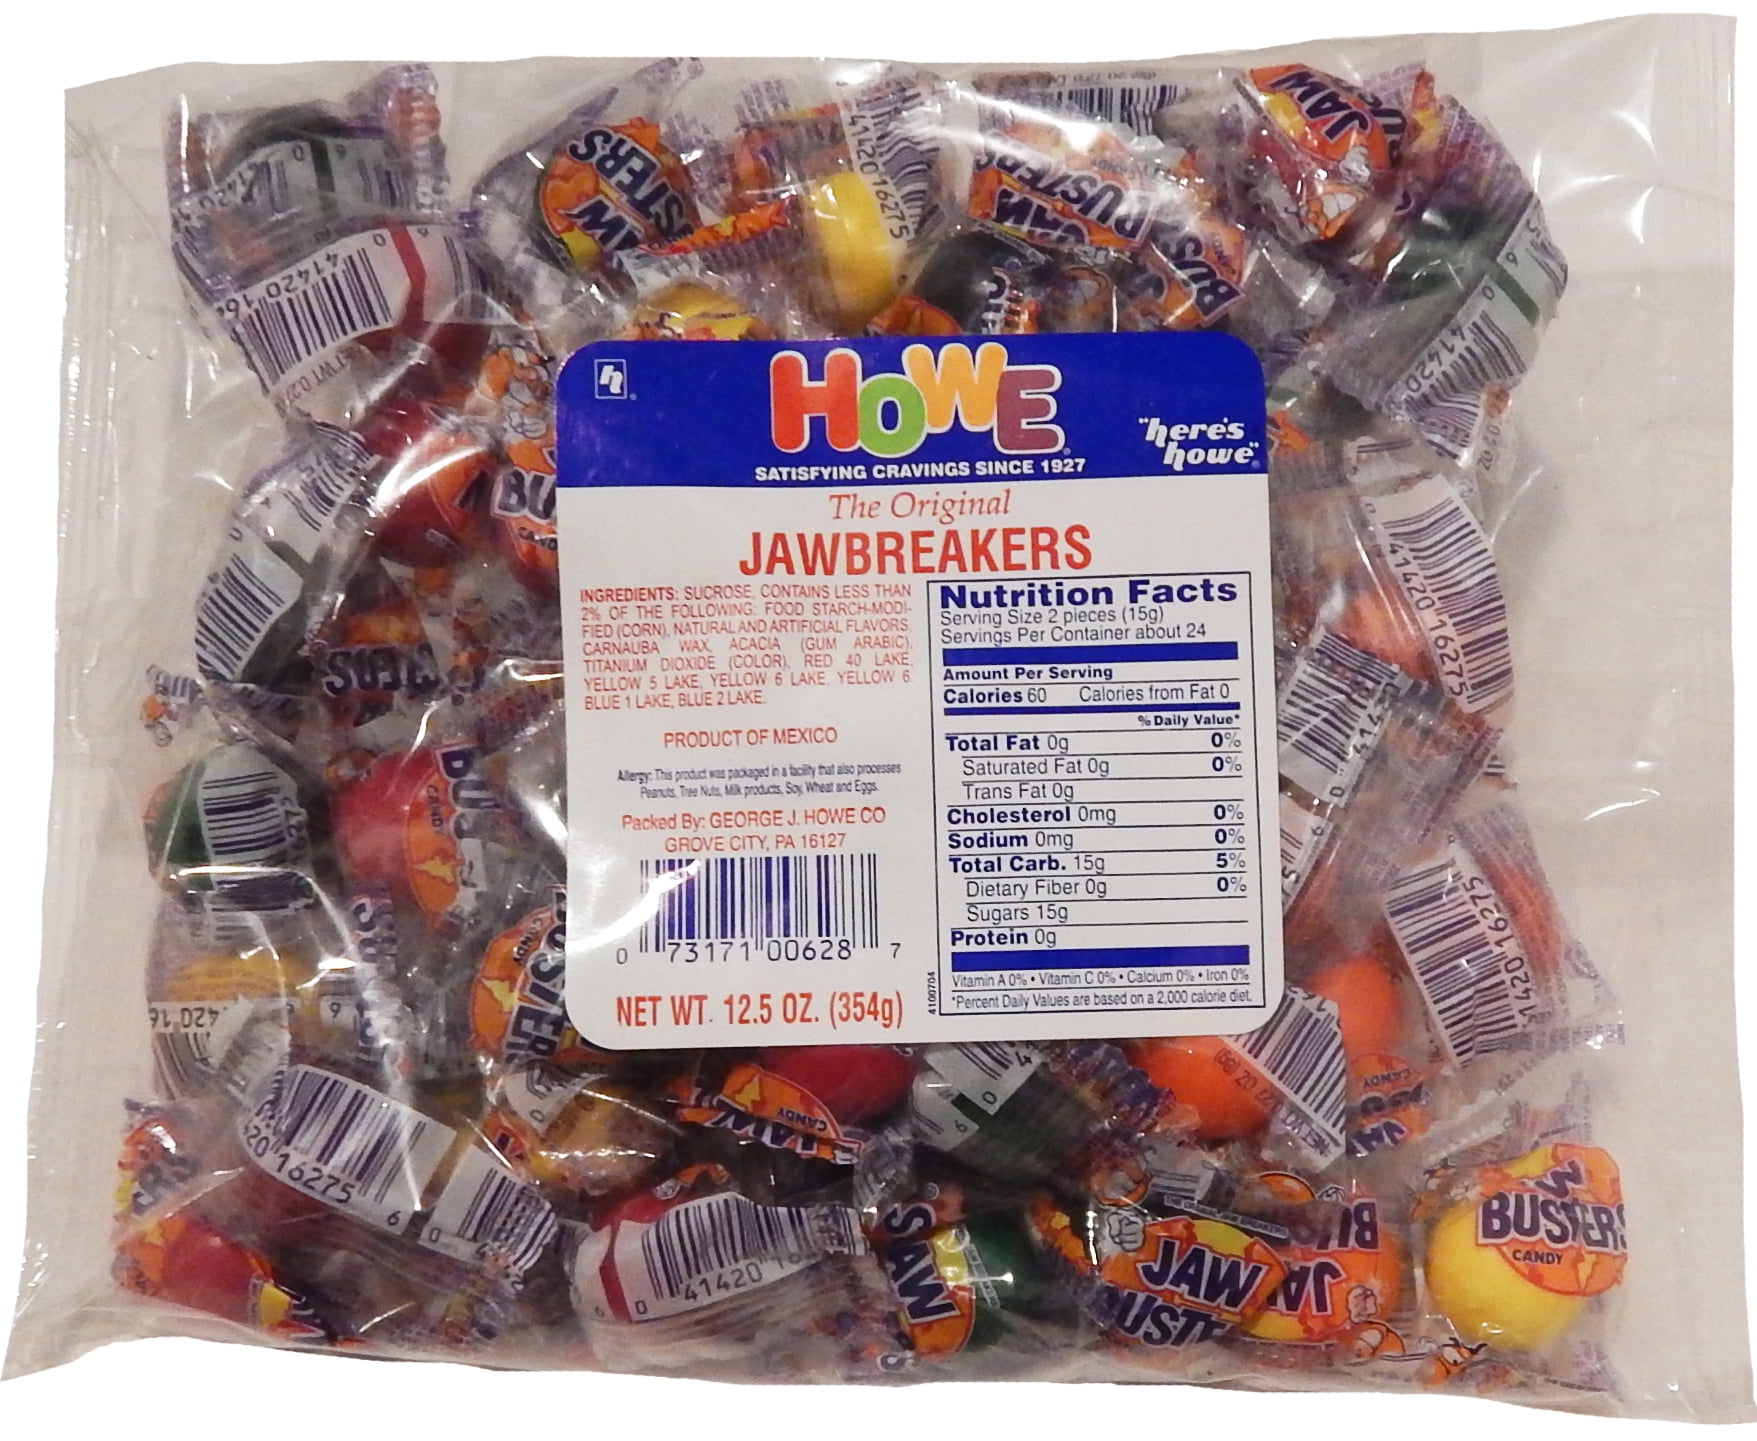 HOWE
SATISFYING CRAVINGS SINCE 1927
"here's
howe"
The Original
JAWBREAKERS
INGREDIENTS: SUCROSE, CONTAINS LESS THAN
2% OF THE FOLLOWING: FOOD STARCH-MODI-
FIED (CORN), NATURAL AND ARTIFICIAL FLAVORS,
CARNAUBA WAX, ACACIA (GUM ARABIC),
TITANIUM DIOXIDE (COLOR), RED 40 LAKE,
YELLOW 5 LAKE, YELLOW 6 LAKE, YELLOW 6,
BLUE 1 LAKE, BLUE 2 LAKE.
PRODUCT OF MEXICO
Allergy: This product was packaged in a facility that also processes
Peanuts, Tree Nuts, Milk products, Soy, Wheat and Eggs.
Packed By: GEORGE J. HOWE CO
GROVE CITY, PA 16127
0 73171 00628 7
NET WT. 12.5 OZ. (354g)
Nutrition Facts
Serving Size 2 pieces (15g)
Servings Per Container about 24
Amount Per Serving
Calories 60 Calories from Fat 0
% Daily Value*
Total Fat 0g 0%
Saturated Fat 0g 0%
Trans Fat 0g
Cholesterol 0mg 0%
Sodium 0mg 0%
Total Carb. 15g 5%
Dietary Fiber 0g 0%
Sugars 15g
Protein 0g
Vitamin A 0% • Vitamin C 0% • Calcium 0% • Iron 0%
*Percent Daily Values are based on a 2,000 calorie diet.
4100704
41420 16275
JAW
BUSTERS
41420 16275
41420 16275
JAW
BUSTERS
CANDY